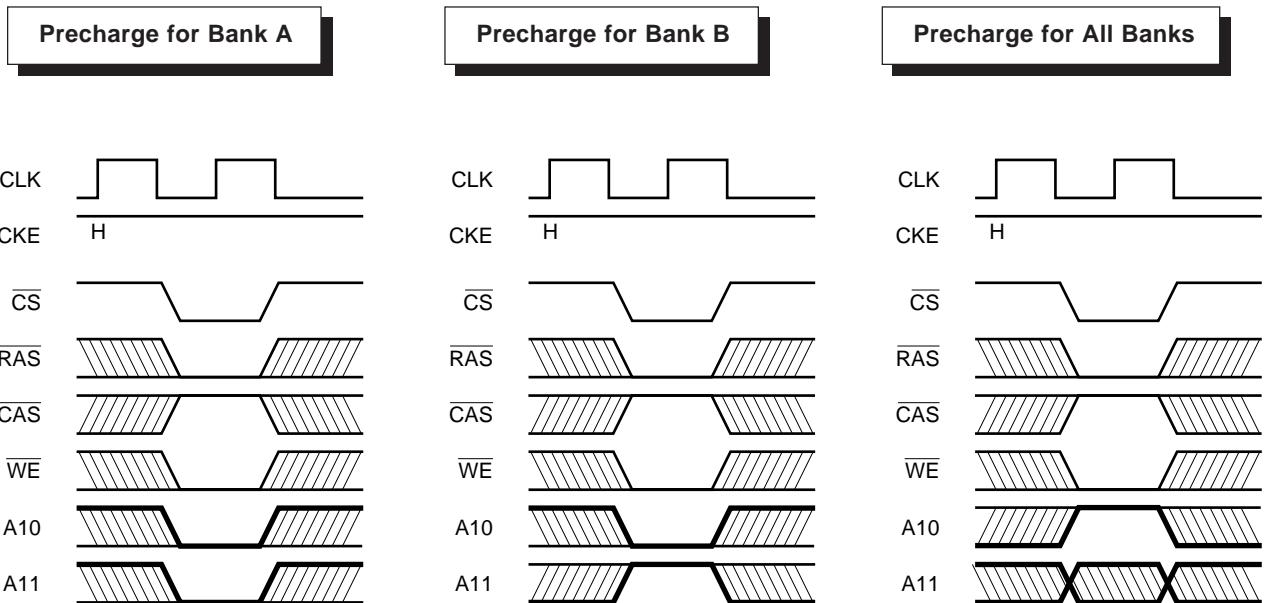 Precharge for Bank A
Precharge for Bank B
Precharge for All Banks
CLK
CKE
H
CS
RAS
CAS
WE
A10
A11
CLK
CKE
H
CS
RAS
CAS
WE
A10
A11
CLK
CKE
H
CS
RAS
CAS
WE
A10
A11